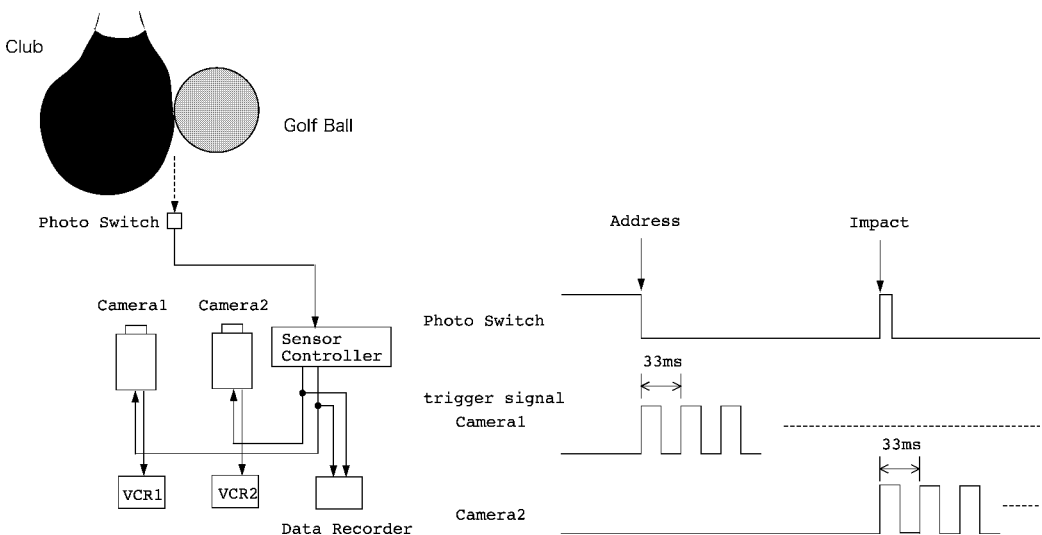 Club
Golf Ball
Photo Switch
Camera1
Camera2
Sensor
Controller
VCR1
VCR2
Data Recorder
Address
Impact
Photo Switch
33ms
trigger signal
Camera1
33ms
Camera2